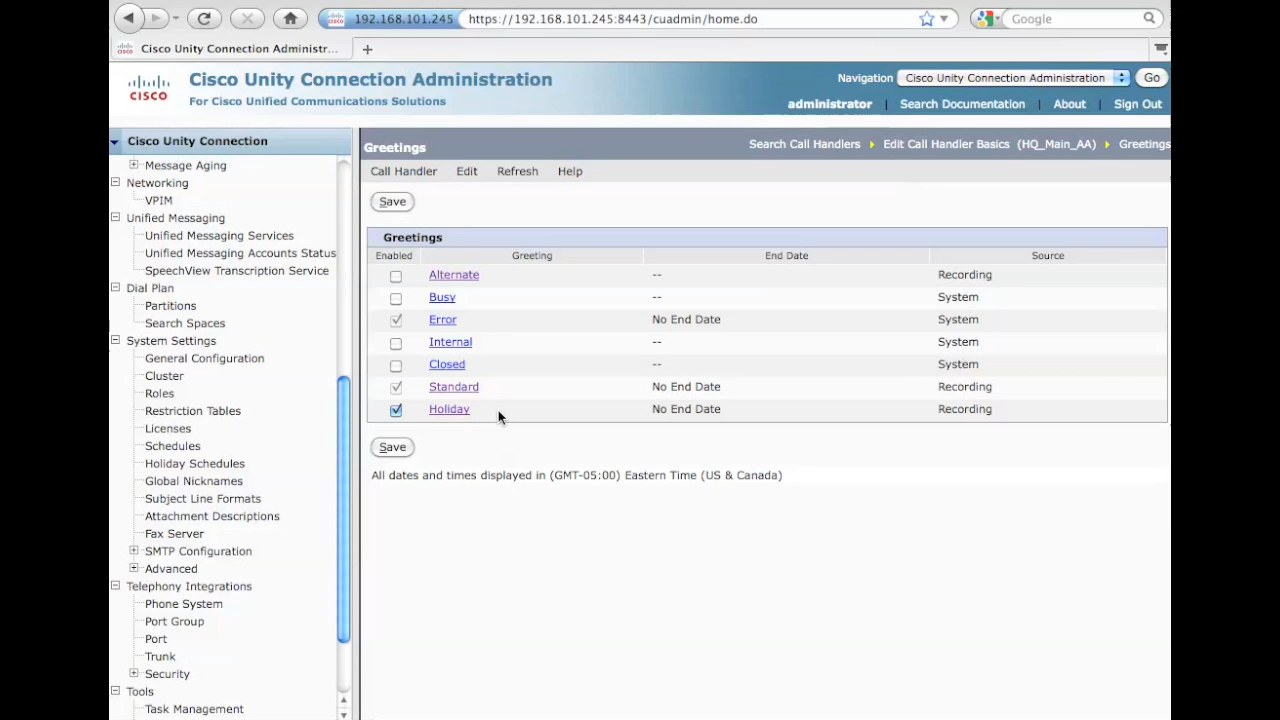 192.168.101.245 https://192.168.101.245:8443/cuadmin/home.do Google
Cisco Unity Connection Administr...
CISCO
Cisco Unity Connection Administration
For Cisco Unified Communications Solutions
Navigation Cisco Unity Connection Administration Go
administrator Search Documentation About Sign Out
Cisco Unity Connection
Message Aging
Networking
VPIM
Unified Messaging
Unified Messaging Services
Unified Messaging Accounts Status
SpeechView Transcription Service
Dial Plan
Partitions
Search Spaces
System Settings
General Configuration
Cluster
Roles
Restriction Tables
Licenses
Schedules
Holiday Schedules
Global Nicknames
Subject Line Formats
Attachment Descriptions
Fax Server
SMTP Configuration
Advanced
Telephony Integrations
Phone System
Port Group
Port
Trunk
Security
Tools
Task Management
Greetings
Search Call Handlers Edit Call Handler Basics (HQ_Main_AA) Greetings
Call Handler Edit Refresh Help
Save
Greetings
Enabled Greeting End Date Source
Alternate -- Recording
Busy -- System
Error No End Date System
Internal -- System
Closed -- System
Standard No End Date Recording
Holiday No End Date Recording
Save
All dates and times displayed in (GMT-05:00) Eastern Time (US & Canada)